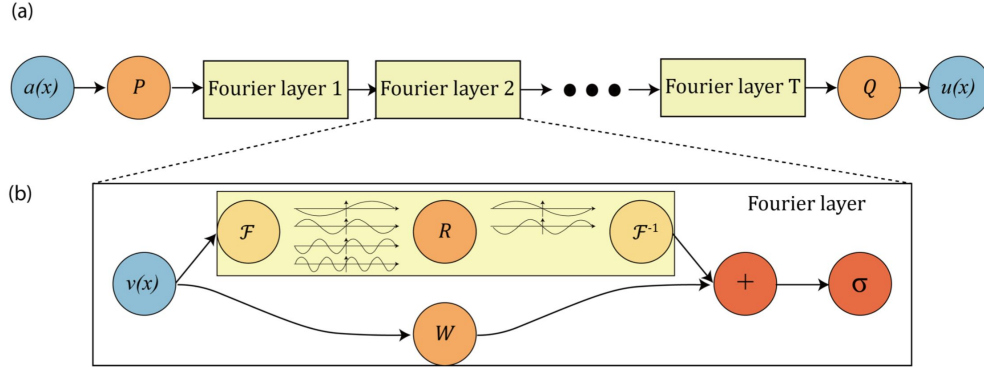 (a)
a(x) P Fourier layer 1 Fourier layer 2 Fourier layer T Q u(x)
(b)
Fourier layer
ℱ R ℱ⁻¹
v(x) + σ
W